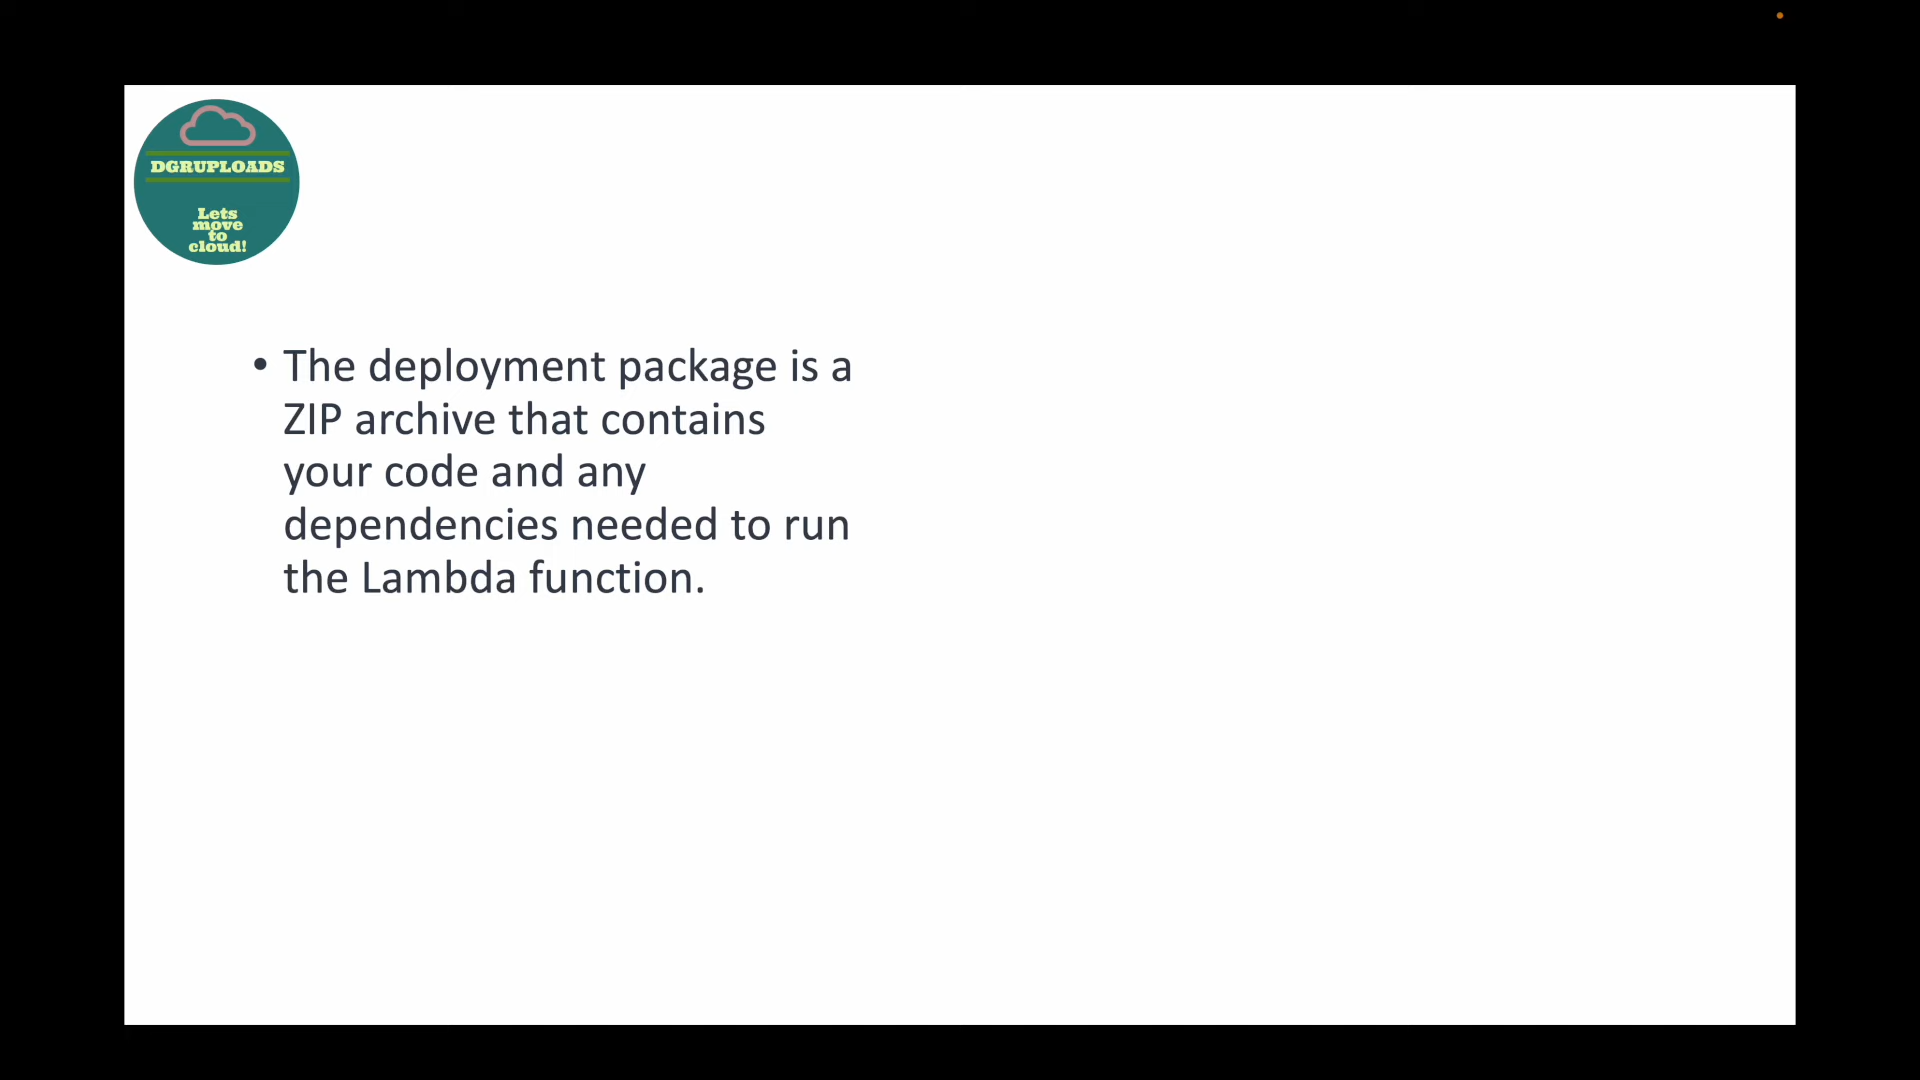 DGRUPLOADS
Lets
move
to
cloud!
• The deployment package is a
ZIP archive that contains
your code and any
dependencies needed to run
the Lambda function.